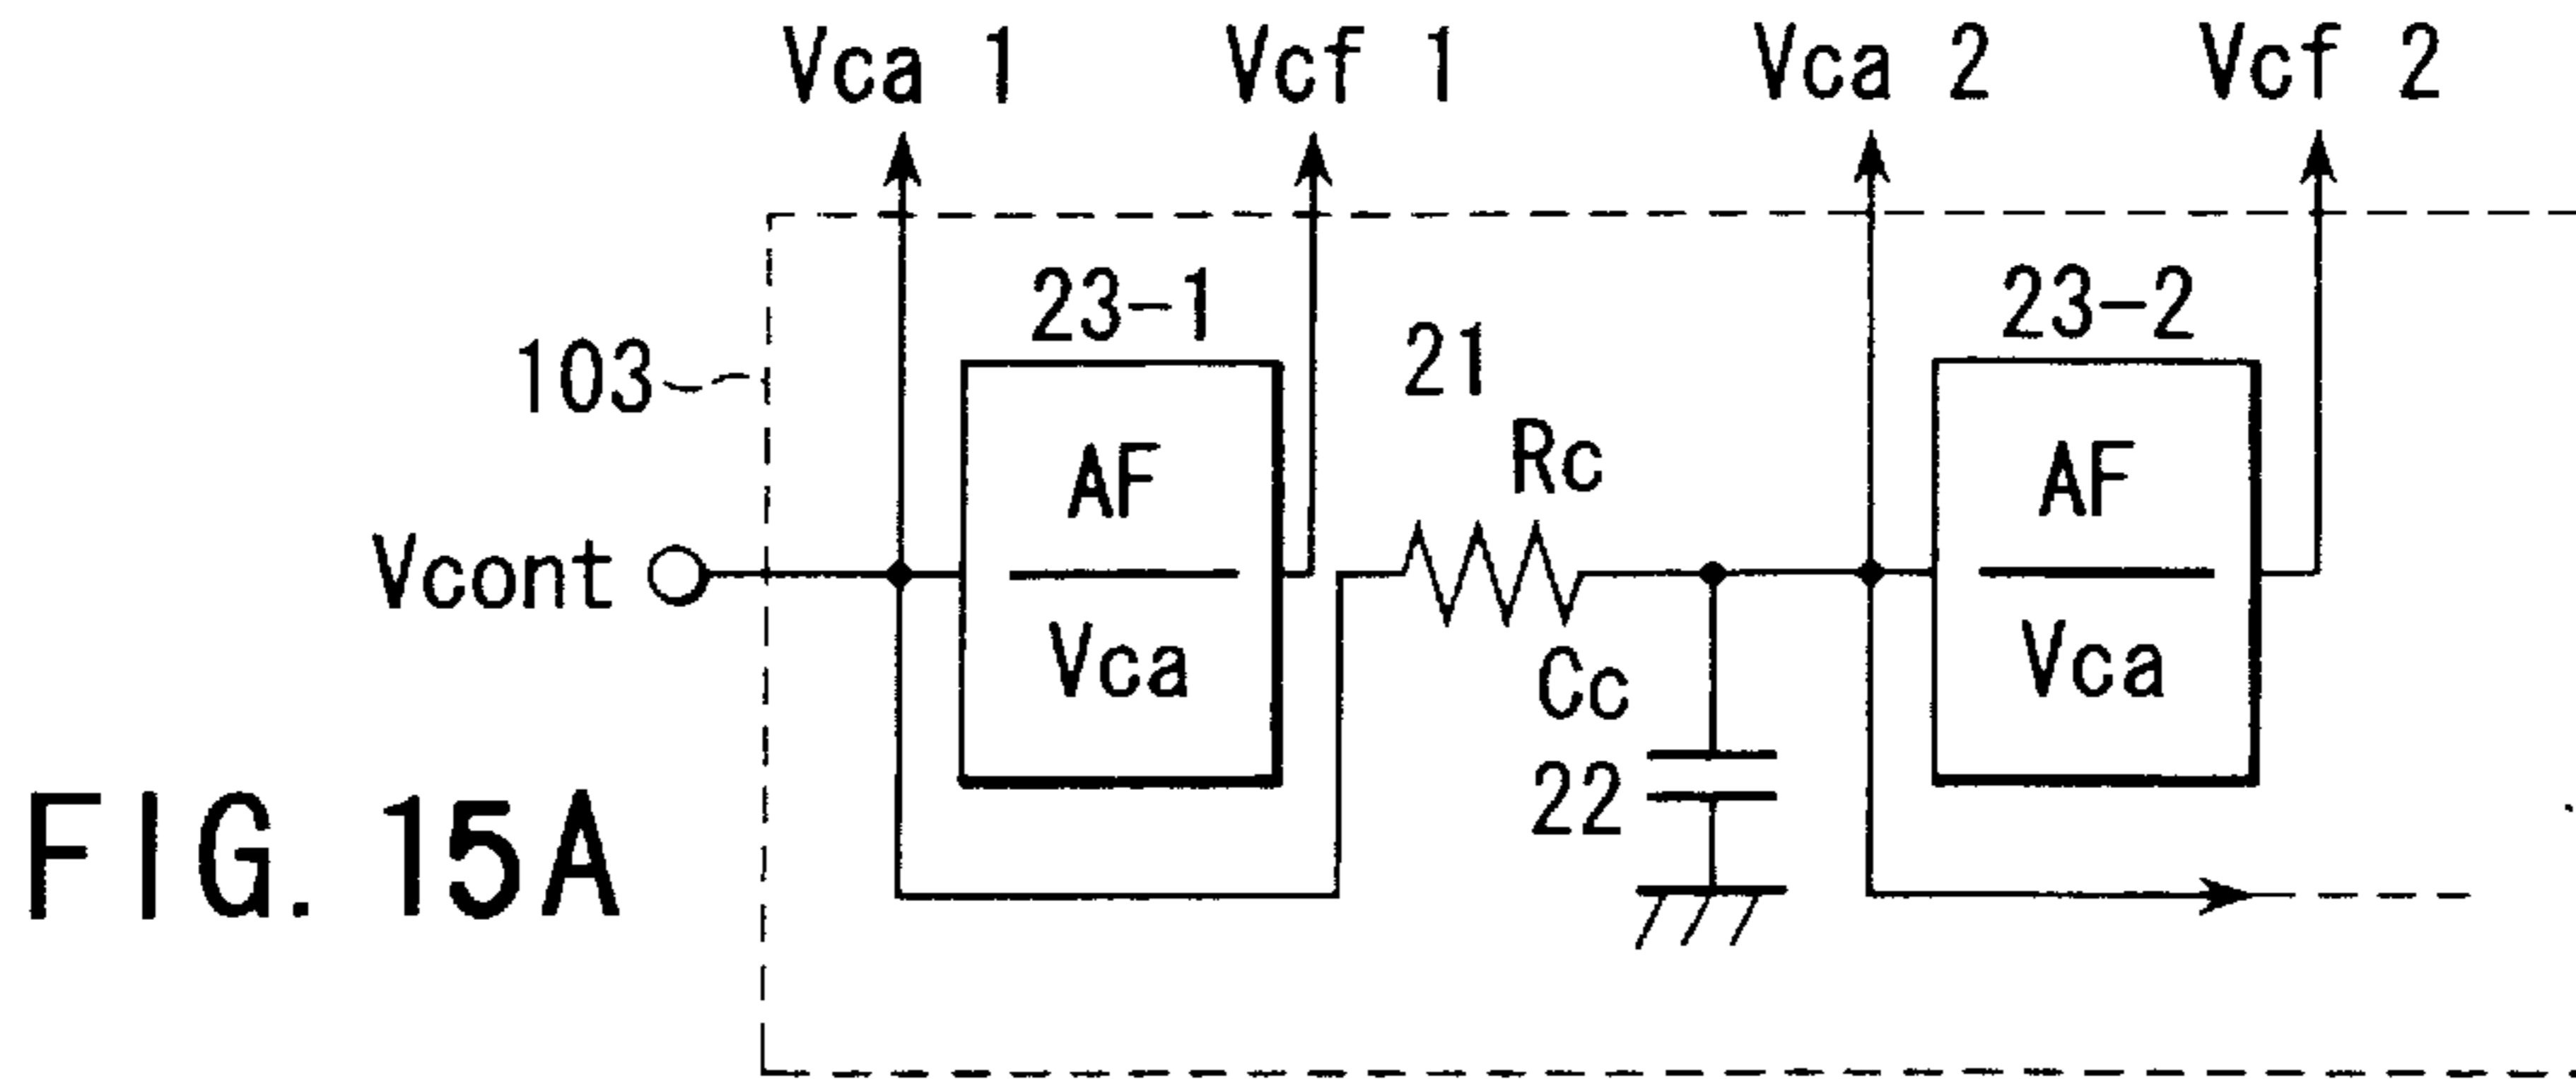 Vca 1
Vcf 1
Vca 2
Vcf 2
103
23-1
23-2
21
Rc
AF
Vca
AF
Vca
Vcont
Cc
22
FIG. 15A